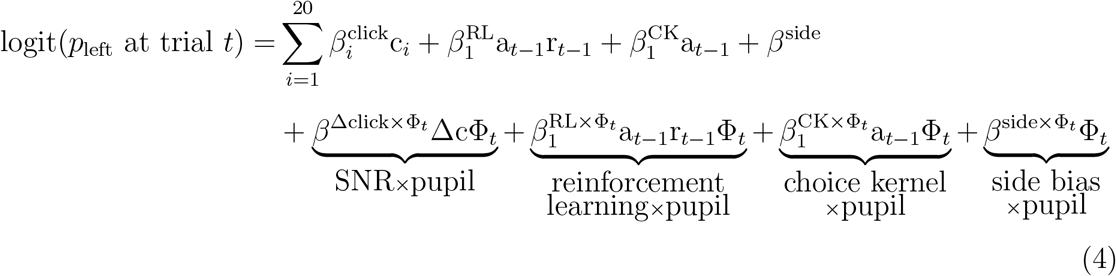 logit(p_left at trial t) = ∑_{i=1}^{20} β_i^{click} c_i + β_1^{RL} a_{t−1} r_{t−1} + β_1^{CK} a_{t−1} + β^{side}
+ β^{Δclick×Φ_t} ΔcΦ_t + β_1^{RL×Φ_t} a_{t−1} r_{t−1} Φ_t + β_1^{CK×Φ_t} a_{t−1} Φ_t + β^{side×Φ_t} Φ_t
SNR×pupil reinforcement choice kernel side bias
learning×pupil ×pupil ×pupil
(4)